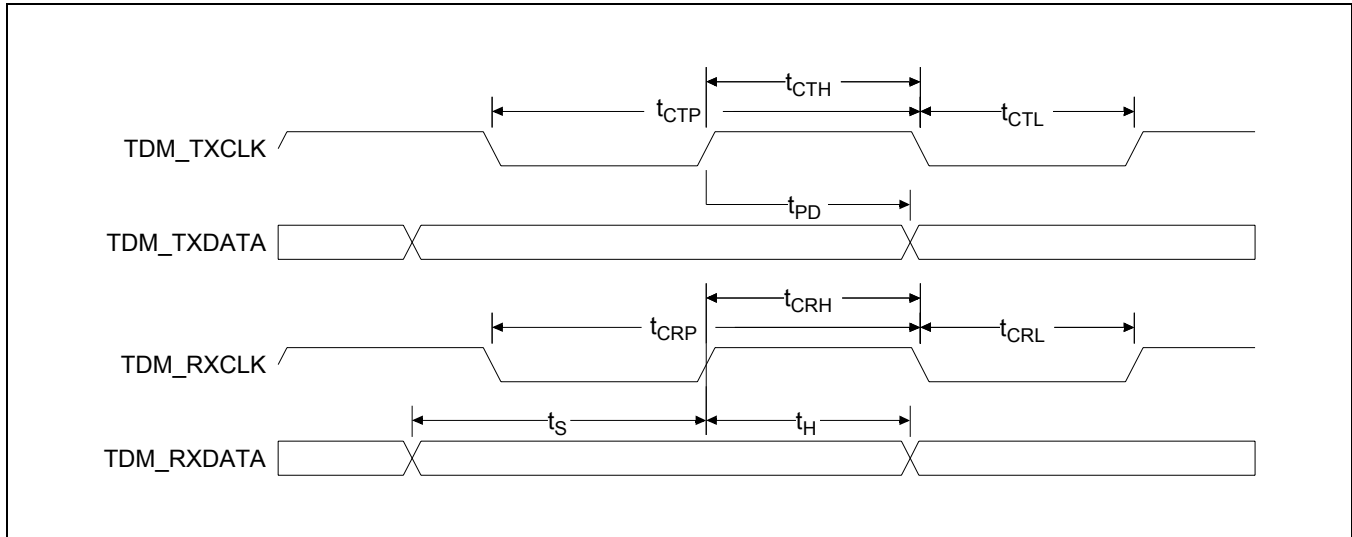 tCTH
tCTP
tCTL
TDM_TXCLK
tPD
TDM_TXDATA
tCRH
tCRP
tCRL
TDM_RXCLK
tS
tH
TDM_RXDATA